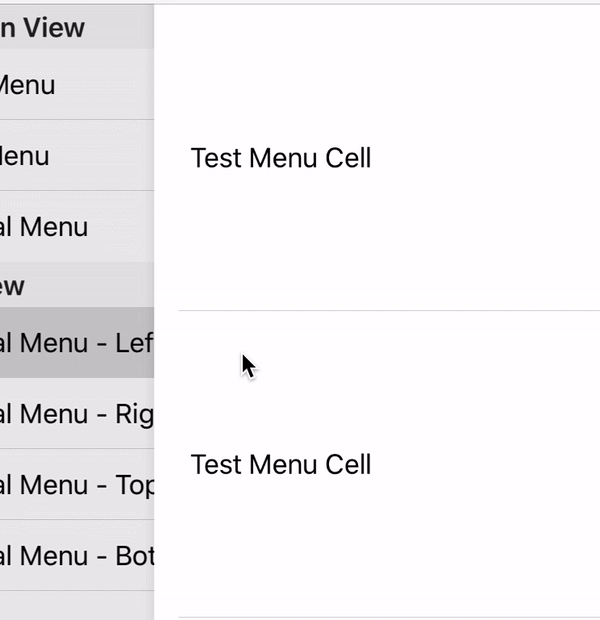 n View
Menu
Menu
al Menu
ew
al Menu - Lef
al Menu - Rig
al Menu - Top
al Menu - Bot
Test Menu Cell
Test Menu Cell